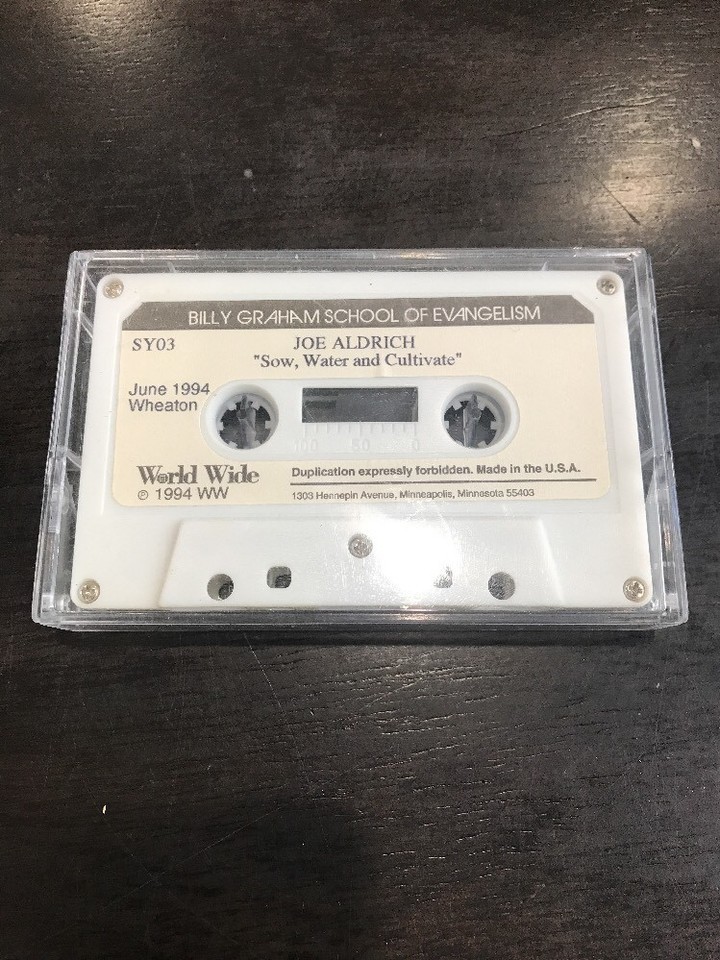 BILLY GRAHAM SCHOOL OF EVANGELISM
SY03
JOE ALDRICH
"Sow, Water and Cultivate"
June 1994
Wheaton
100 50 0
World Wide
℗ 1994 WW
Duplication expressly forbidden. Made in the U.S.A.
1303 Hennepin Avenue, Minneapolis, Minnesota 55403